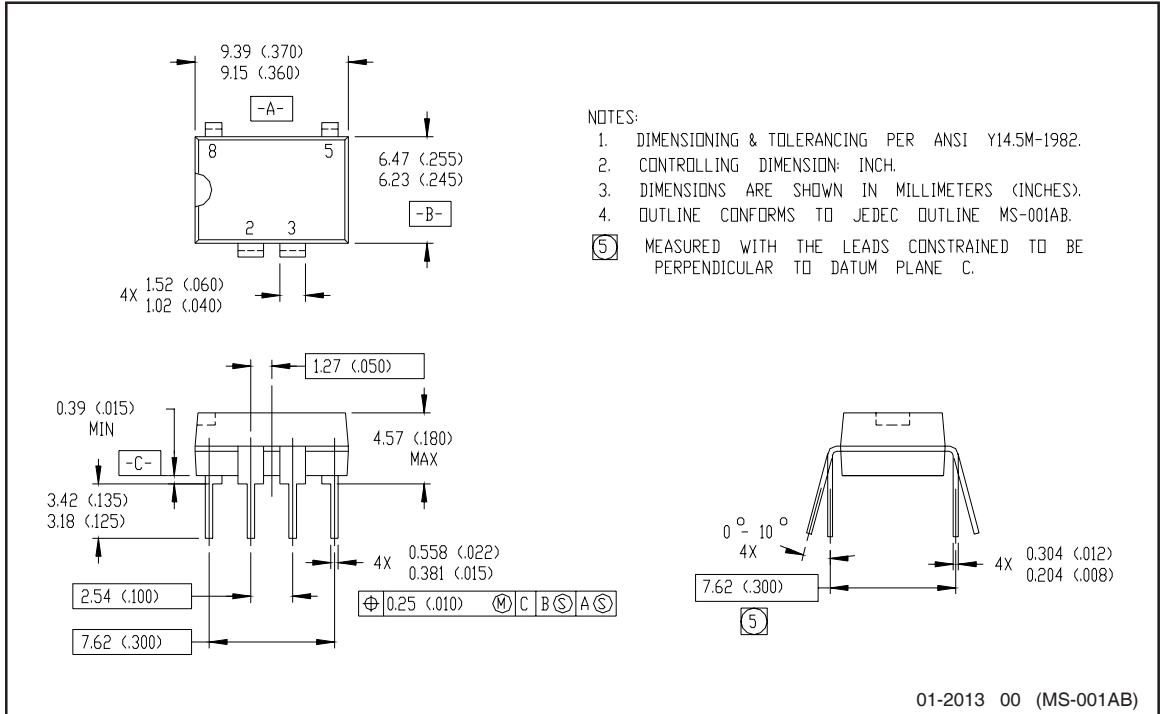 9.39 (.370)
9.15 (.360)
-A-
8
5
6.47 (.255)
6.23 (.245)
-B-
2
3
4X 1.52 (.060)
1.02 (.040)
NOTES:
1. DIMENSIONING & TOLERANCING PER ANSI Y14.5M-1982.
2. CONTROLLING DIMENSION: INCH.
3. DIMENSIONS ARE SHOWN IN MILLIMETERS (INCHES).
4. OUTLINE CONFORMS TO JEDEC OUTLINE MS-001AB.
5 MEASURED WITH THE LEADS CONSTRAINED TO BE
PERPENDICULAR TO DATUM PLANE C.
1.27 (.050)
0.39 (.015)
MIN
-C-
4.57 (.180)
MAX
3.42 (.135)
3.18 (.125)
4X 0.558 (.022)
0.381 (.015)
2.54 (.100)
⌖ 0.25 (.010) Ⓜ C B Ⓢ A Ⓢ
7.62 (.300)
0° - 10°
4X
4X 0.304 (.012)
0.204 (.008)
7.62 (.300)
5
01-2013 00 (MS-001AB)